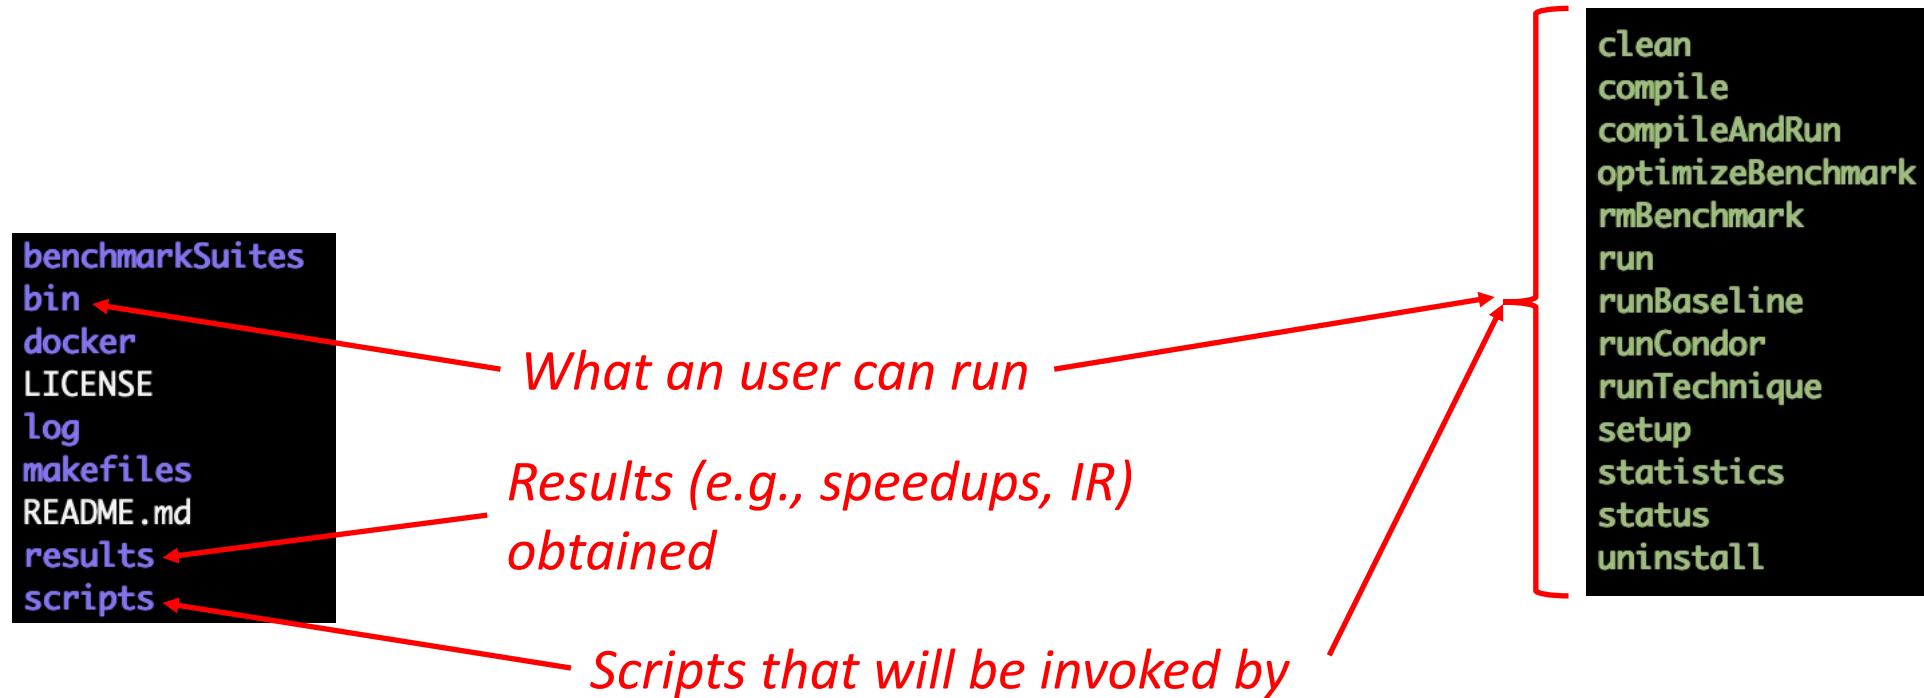 benchmarkSuites
bin
docker
LICENSE
log
makefiles
README.md
results
scripts
What an user can run
Results (e.g., speedups, IR)
obtained
Scripts that will be invoked by
clean
compile
compileAndRun
optimizeBenchmark
rmBenchmark
run
runBaseline
runCondor
runTechnique
setup
statistics
status
uninstall